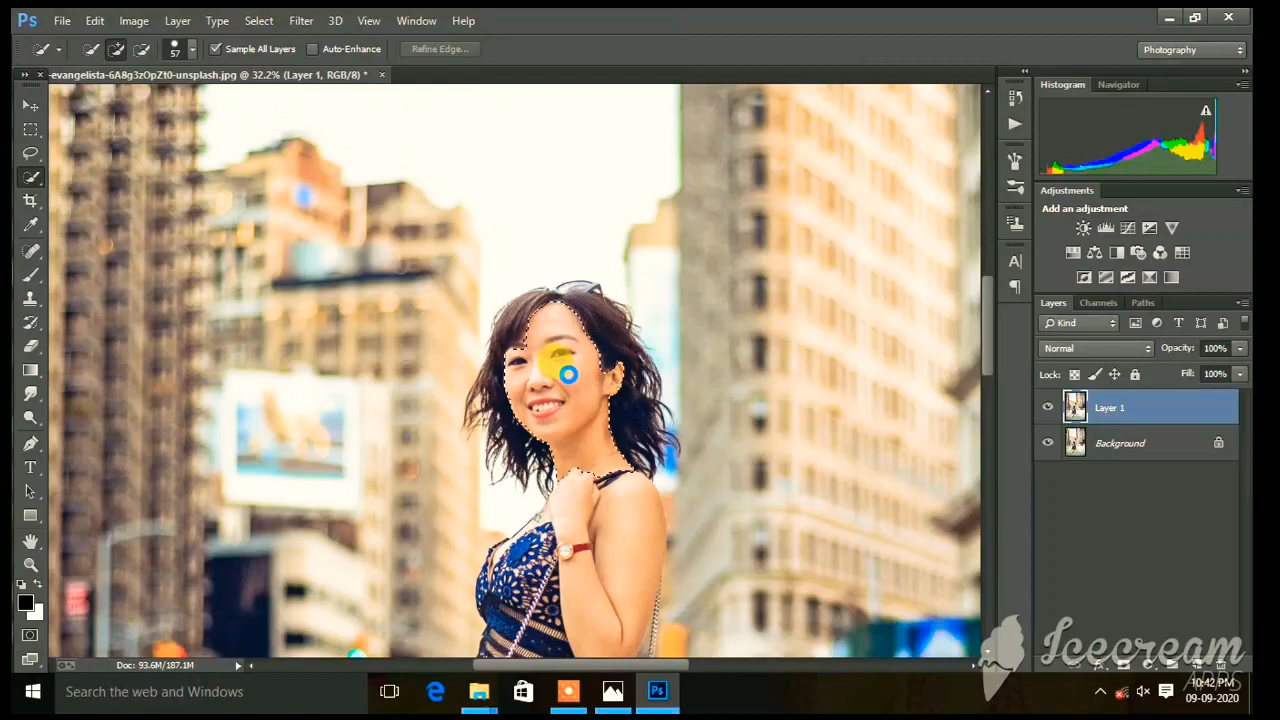 Ps File Edit Image Layer Type Select Filter 3D View Window Help
57 Sample All Layers Auto-Enhance Refine Edge... Photography
-evangelista-6A8g3zOpZt0-unsplash.jpg @ 32.2% (Layer 1, RGB/8) *
Histogram Navigator
Adjustments
Add an adjustment
Layers Channels Paths
Kind
Normal Opacity: 100%
Lock: Fill: 100%
Layer 1
Background
Doc: 93.6M/187.1M
Icecream
APPS
Search the web and Windows
Ps
10:42 PM
09-09-2020